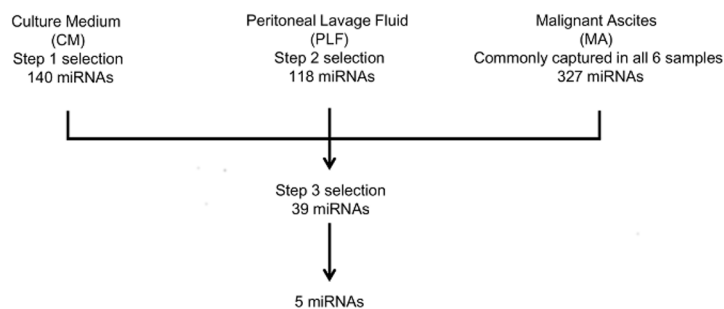 Culture Medium
(CM)
Step 1 selection
140 miRNAs
Peritoneal Lavage Fluid
(PLF)
Step 2 selection
118 miRNAs
Malignant Ascites
(MA)
Commonly captured in all 6 samples
327 miRNAs
Step 3 selection
39 miRNAs
5 miRNAs